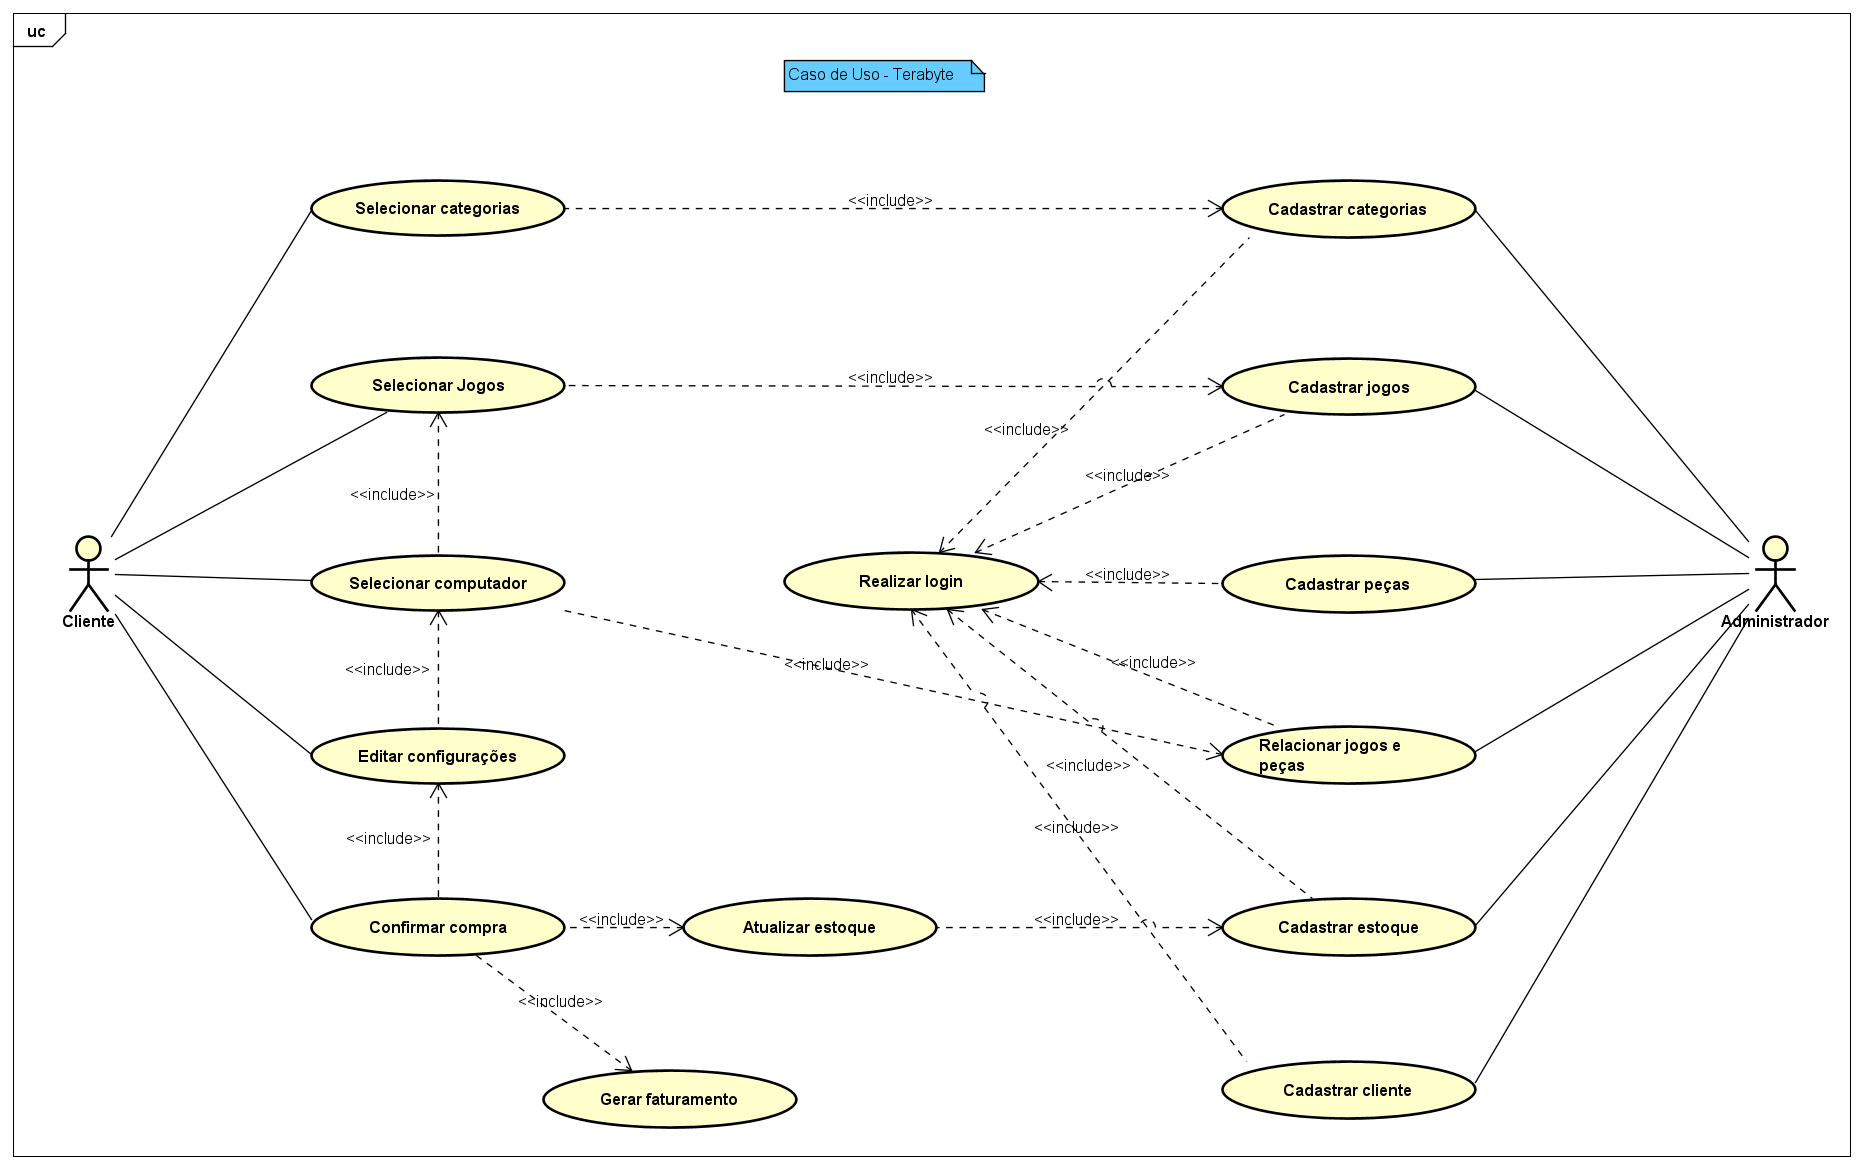 uc
Caso de Uso - Terabyte
Selecionar categorias
<<include>>
Cadastrar categorias
Selecionar Jogos
<<include>>
Cadastrar jogos
<<include>>
<<include>>
<<include>>
Cliente
Selecionar computador
Realizar login
<<include>>
Cadastrar peças
Administrador
<<include>>
<<include>>
<<include>>
Editar configurações
<<include>>
Relacionar jogos e
peças
<<include>>
<<include>>
Confirmar compra
<<include>>
Atualizar estoque
<<include>>
Cadastrar estoque
<<include>>
Gerar faturamento
Cadastrar cliente